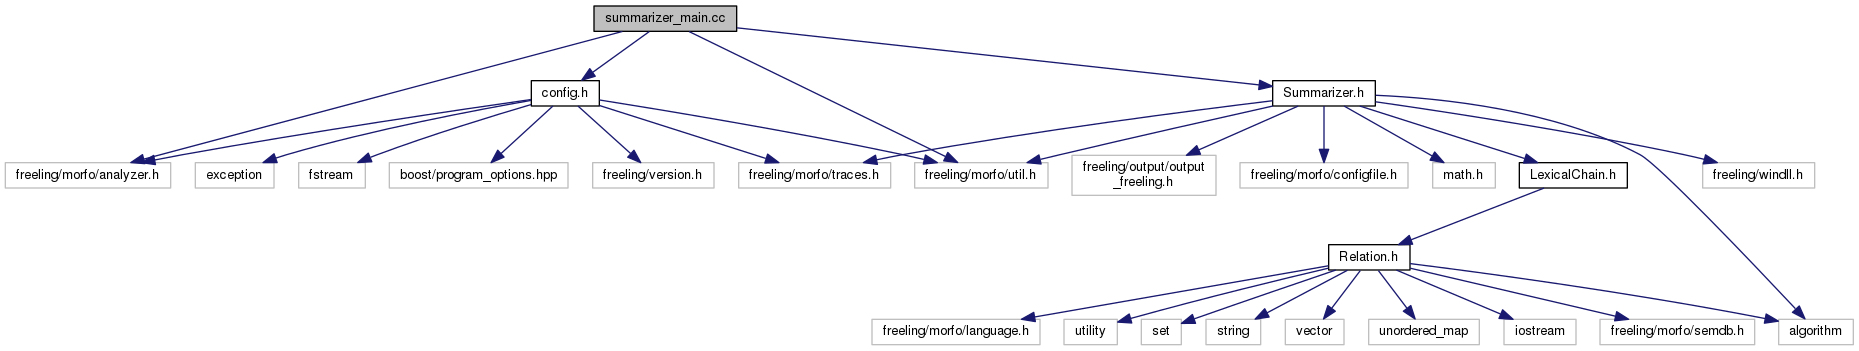 summarizer_main.cc
config.h
Summarizer.h
freeling/morfo/analyzer.h
exception
fstream
boost/program_options.hpp
freeling/version.h
freeling/morfo/traces.h
freeling/morfo/util.h
freeling/output/output
_freeling.h
freeling/morfo/configfile.h
math.h
LexicalChain.h
freeling/windll.h
Relation.h
freeling/morfo/language.h
utility
set
string
vector
unordered_map
iostream
freeling/morfo/semdb.h
algorithm